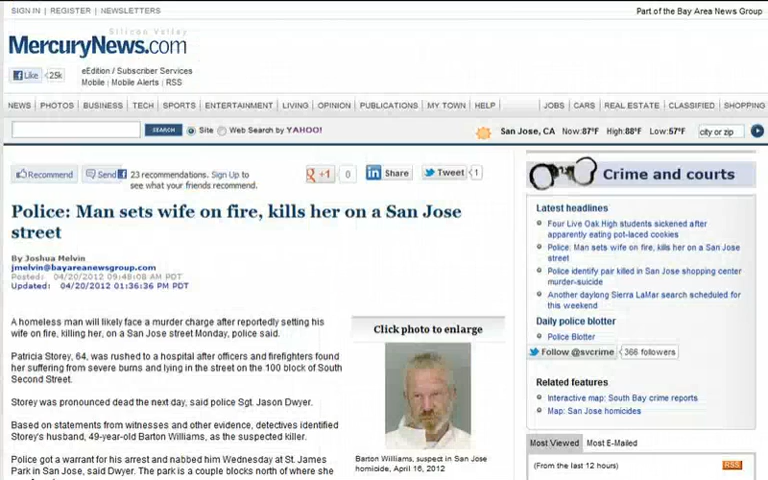 SIGN IN | REGISTER | NEWSLETTERS
Part of the Bay Area News Group
Silicon Valley
MercuryNews.com
Like 25k
eEdition / Subscriber Services
Mobile | Mobile Alerts | RSS
NEWS | PHOTOS | BUSINESS | TECH | SPORTS | ENTERTAINMENT | LIVING | OPINION | PUBLICATIONS | MY TOWN | HELP | JOBS | CARS | REAL ESTATE | CLASSIFIED | SHOPPING
SEARCH Site Web Search by YAHOO!
San Jose, CA Now:87°F High:88°F Low:57°F city or zip
Recommend Send 23 recommendations. Sign Up to
see what your friends recommend.
+1 0
Share
Tweet 1
Police: Man sets wife on fire, kills her on a San Jose
street
By Joshua Melvin
jmelvin@bayareanewsgroup.com
Posted: 04/20/2012 09:48:08 AM PDT
Updated: 04/20/2012 01:36:36 PM PDT
A homeless man will likely face a murder charge after reportedly setting his
wife on fire, killing her, on a San Jose street Monday, police said.
Patricia Storey, 64, was rushed to a hospital after officers and firefighters found
her suffering from severe burns and lying in the street on the 100 block of South
Second Street.
Storey was pronounced dead the next day, said police Sgt. Jason Dwyer.
Based on statements from witnesses and other evidence, detectives identified
Storey's husband, 49-year-old Barton Williams, as the suspected killer.
Police got a warrant for his arrest and nabbed him Wednesday at St. James
Park in San Jose, said Dwyer. The park is a couple blocks north of where she
Click photo to enlarge
Barton Williams, suspect in San Jose
homicide, April 16, 2012
Crime and courts
Latest headlines
Four Live Oak High students sickened after
apparently eating pot-laced cookies
Police: Man sets wife on fire, kills her on a San Jose
street
Police identify pair killed in San Jose shopping center
murder-suicide
Another daylong Sierra LaMar search scheduled for
this weekend
Daily police blotter
Police Blotter
Follow @svcrime 366 followers
Related features
Interactive map: South Bay crime reports
Map: San Jose homicides
Most Viewed Most E-Mailed
(From the last 12 hours) RSS